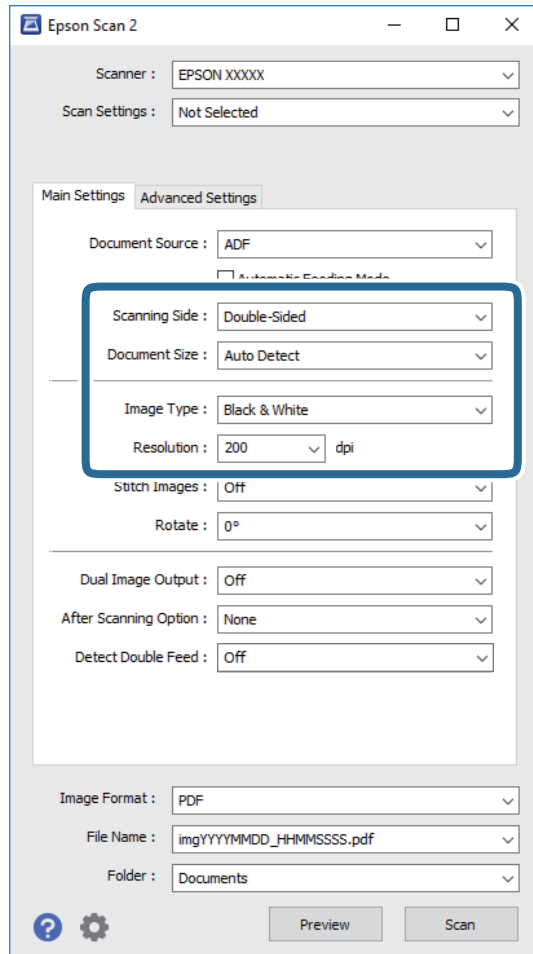 Epson Scan 2
Scanner : EPSON XXXXX
Scan Settings : Not Selected
Main Settings Advanced Settings
Document Source : ADF
Automatic Feeding Mode
Scanning Side : Double-Sided
Document Size : Auto Detect
Image Type : Black & White
Resolution : 200 dpi
Stitch Images : Off
Rotate : 0°
Dual Image Output : Off
After Scanning Option : None
Detect Double Feed : Off
Image Format : PDF
File Name : imgYYYYMMDD_HHMMSSSS.pdf
Folder : Documents
? Preview Scan